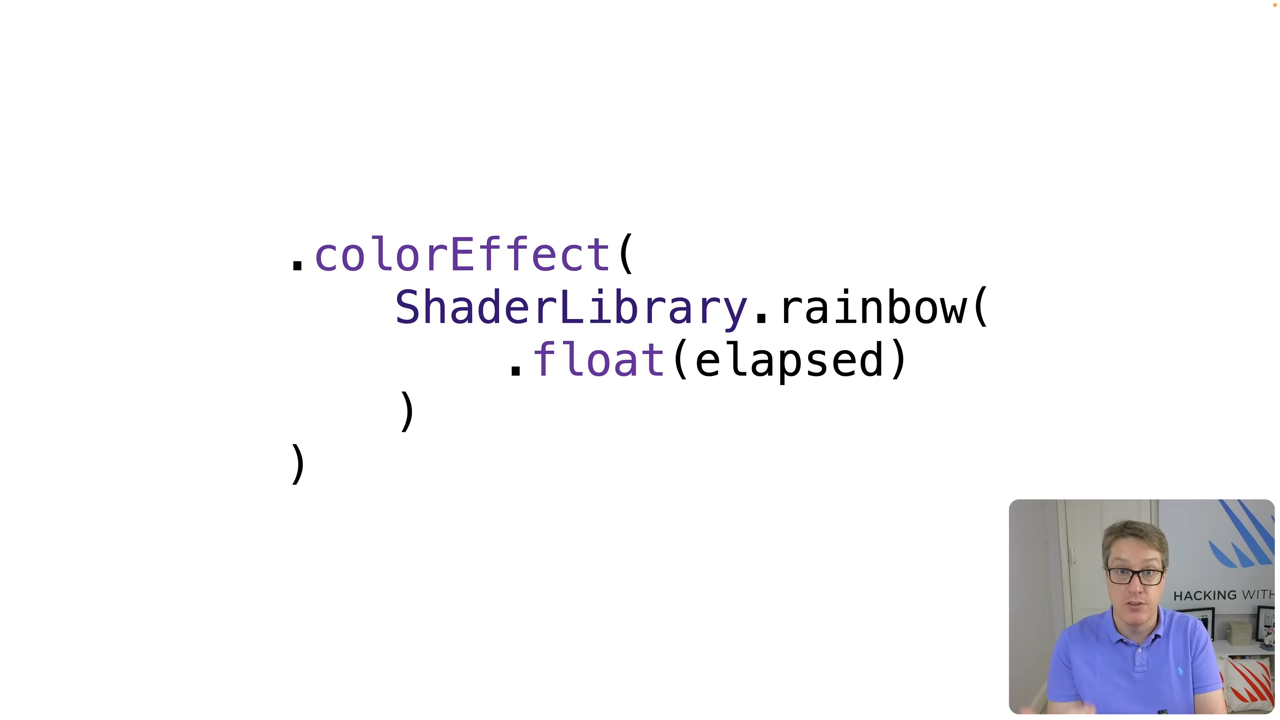 .colorEffect(
    ShaderLibrary.rainbow(
        .float(elapsed)
    )
)
HACKING WITH